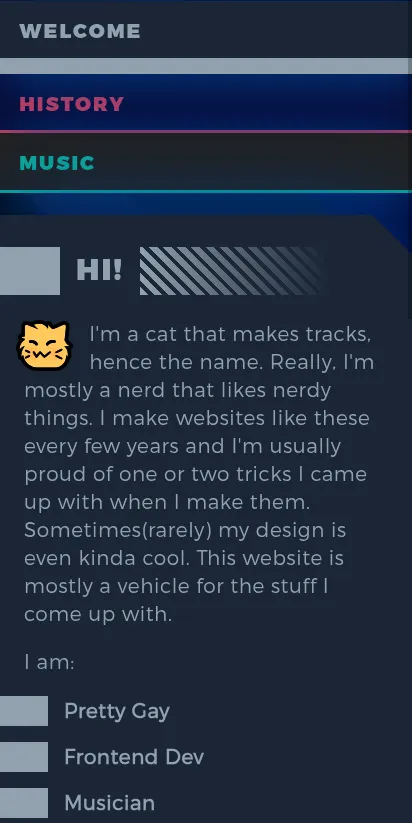 WELCOME
HISTORY
MUSIC
HI!
I'm a cat that makes tracks,
hence the name. Really, I'm
mostly a nerd that likes nerdy
things. I make websites like these
every few years and I'm usually
proud of one or two tricks I came
up with when I make them.
Sometimes(rarely) my design is
even kinda cool. This website is
mostly a vehicle for the stuff I
come up with.
I am:
Pretty Gay
Frontend Dev
Musician